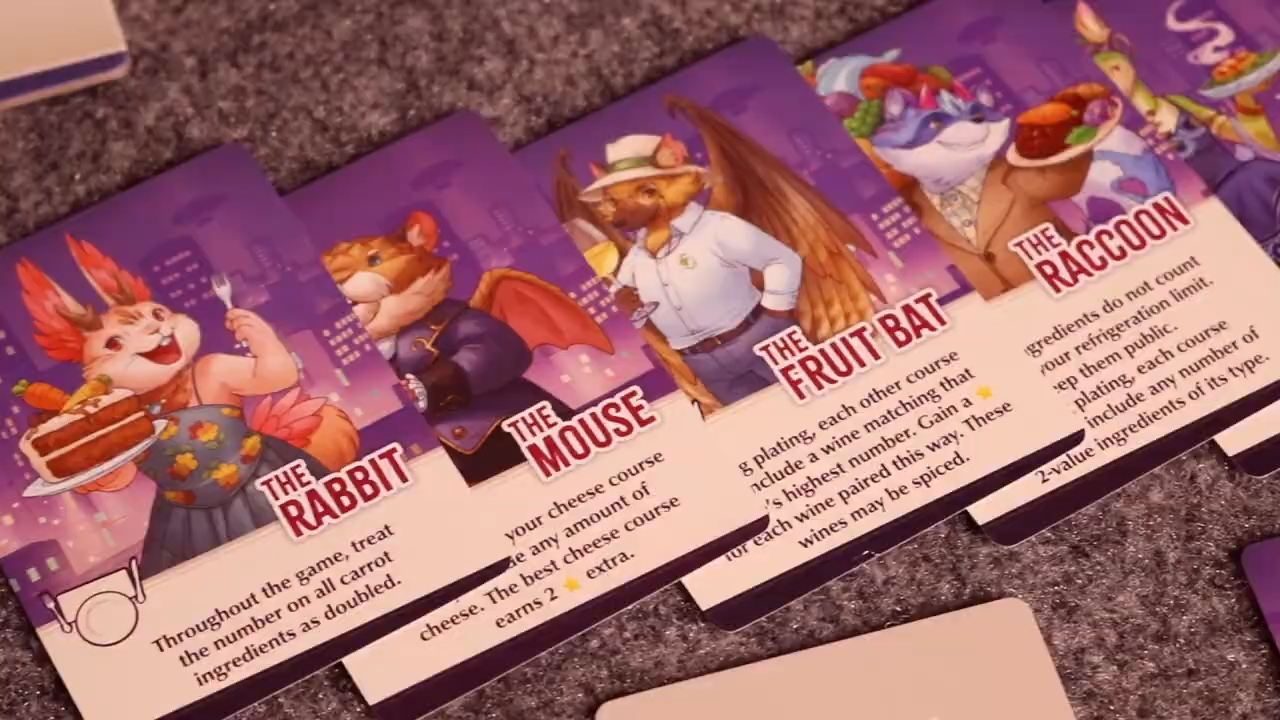 THE
RABBIT
Throughout the game, treat
the number on all carrot
ingredients as doubled.
THE
MOUSE
your cheese course
any amount of
cheese. The best cheese course
earns 2 ⭐ extra.
THE
FRUIT BAT
plating, each other course
a wine matching that
highest number. Gain a ⭐
for each wine paired this way. These
wines may be spiced.
THE
RACCOON
do not count
your refrigeration limit.
them public.
plating, each course
include any number of
2-value ingredients of its type.